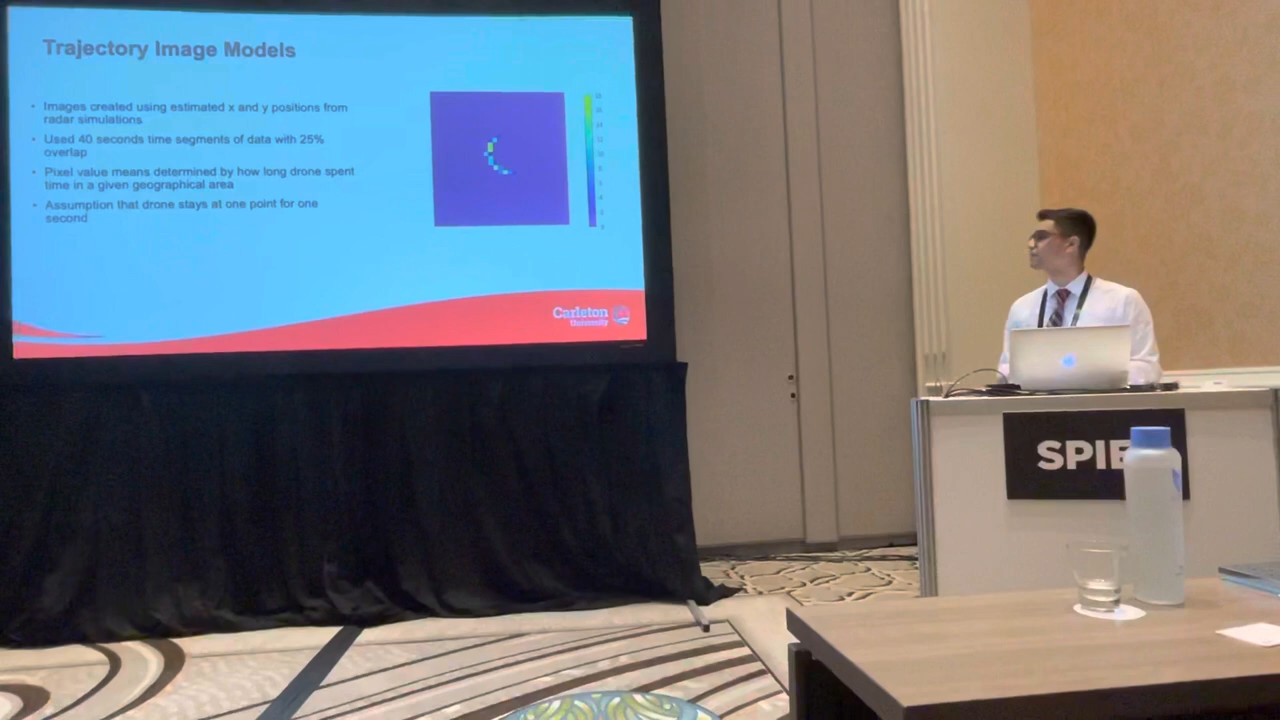 Trajectory Image Models
• Images created using estimated x and y positions from
radar simulations
• Used 40 seconds time segments of data with 25%
overlap
• Pixel value means determined by how long drone spent
time in a given geographical area
• Assumption that drone stays at one point for one
second
Carleton
University
SPIE